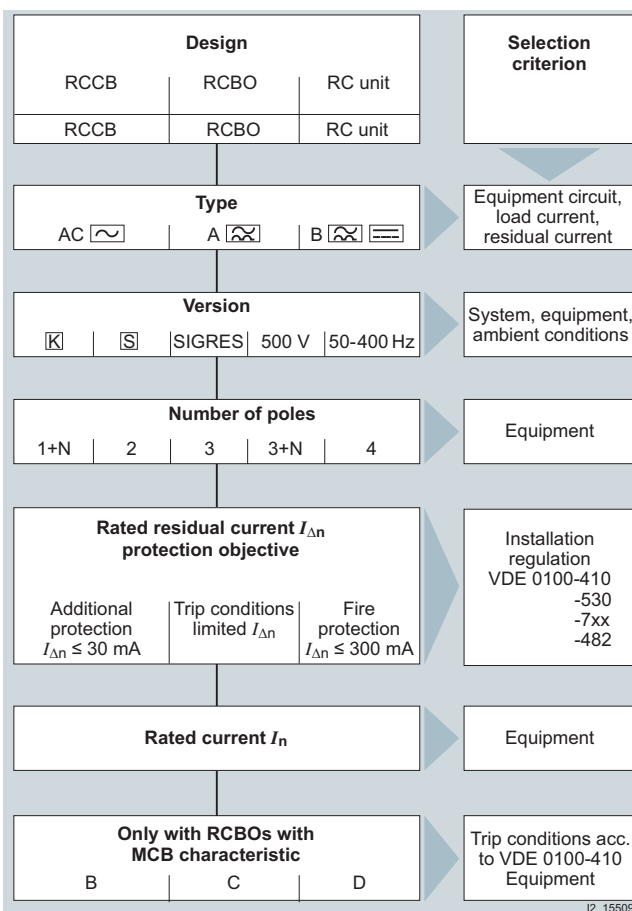 Design
RCCB RCBO RC unit
RCCB RCBO RC unit
Selection
criterion
Type
AC A B
Equipment circuit,
load current,
residual current
Version
K S SIGRES 500 V 50-400 Hz
System, equipment,
ambient conditions
Number of poles
1+N 2 3 3+N 4
Equipment
Rated residual current IΔn
protection objective
Additional
protection
IΔn ≤ 30 mA
Trip conditions
limited IΔn
Fire
protection
IΔn ≤ 300 mA
Installation
regulation
VDE 0100-410
-530
-7xx
-482
Rated current In
Equipment
Only with RCBOs with
MCB characteristic
B C D
Trip conditions acc.
to VDE 0100-410
Equipment
I2_15509